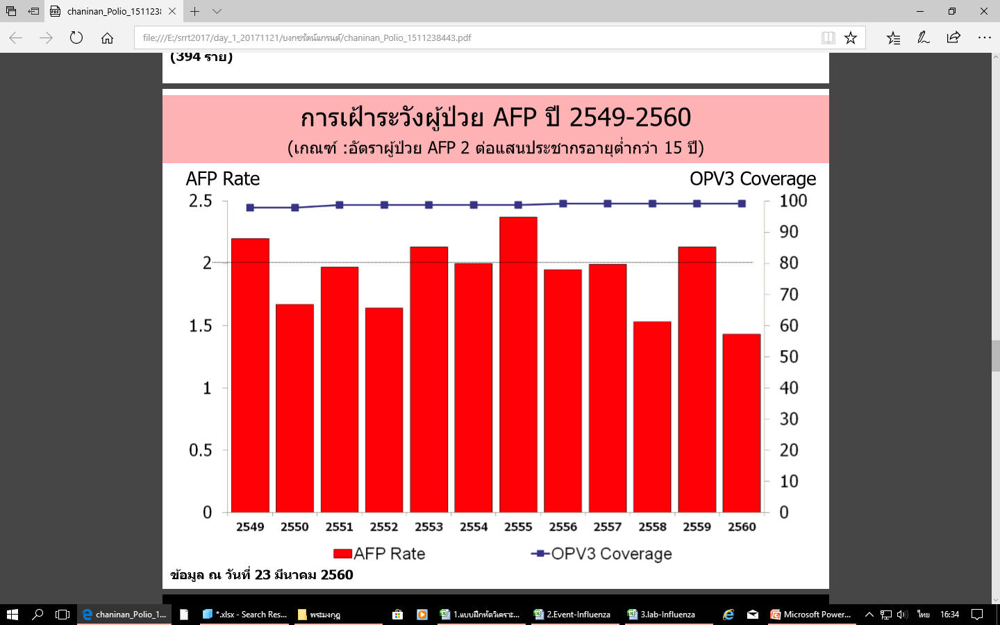 chaninan_Polio_1511238
file:///E:/srrt2017/day_1_20171121/บงกชรัตน์แกรนด์/chaninan_Polio_1511238443.pdf
(394 ราย)
การเฝ้าระวังผู้ป่วย AFP ปี 2549-2560
(เกณฑ์ :อัตราผู้ป่วย AFP 2 ต่อแสนประชากรอายุต่ำกว่า 15 ปี)
AFP Rate OPV3 Coverage
2.5 100
90
2 80
70
1.5 60
50
1 40
30
0.5 20
10
0 0
2549 2550 2551 2552 2553 2554 2555 2556 2557 2558 2559 2560
AFP Rate OPV3 Coverage
ข้อมูล ณ วันที่ 23 มีนาคม 2560
chaninan_Polio_1... *.xlsx - Search Res... พระมงกุฎ 1.แบบฝึกหัดวิเคราะ... 2.Event-Influenza 3.lab-Influenza Microsoft Power... ไทย 16:34